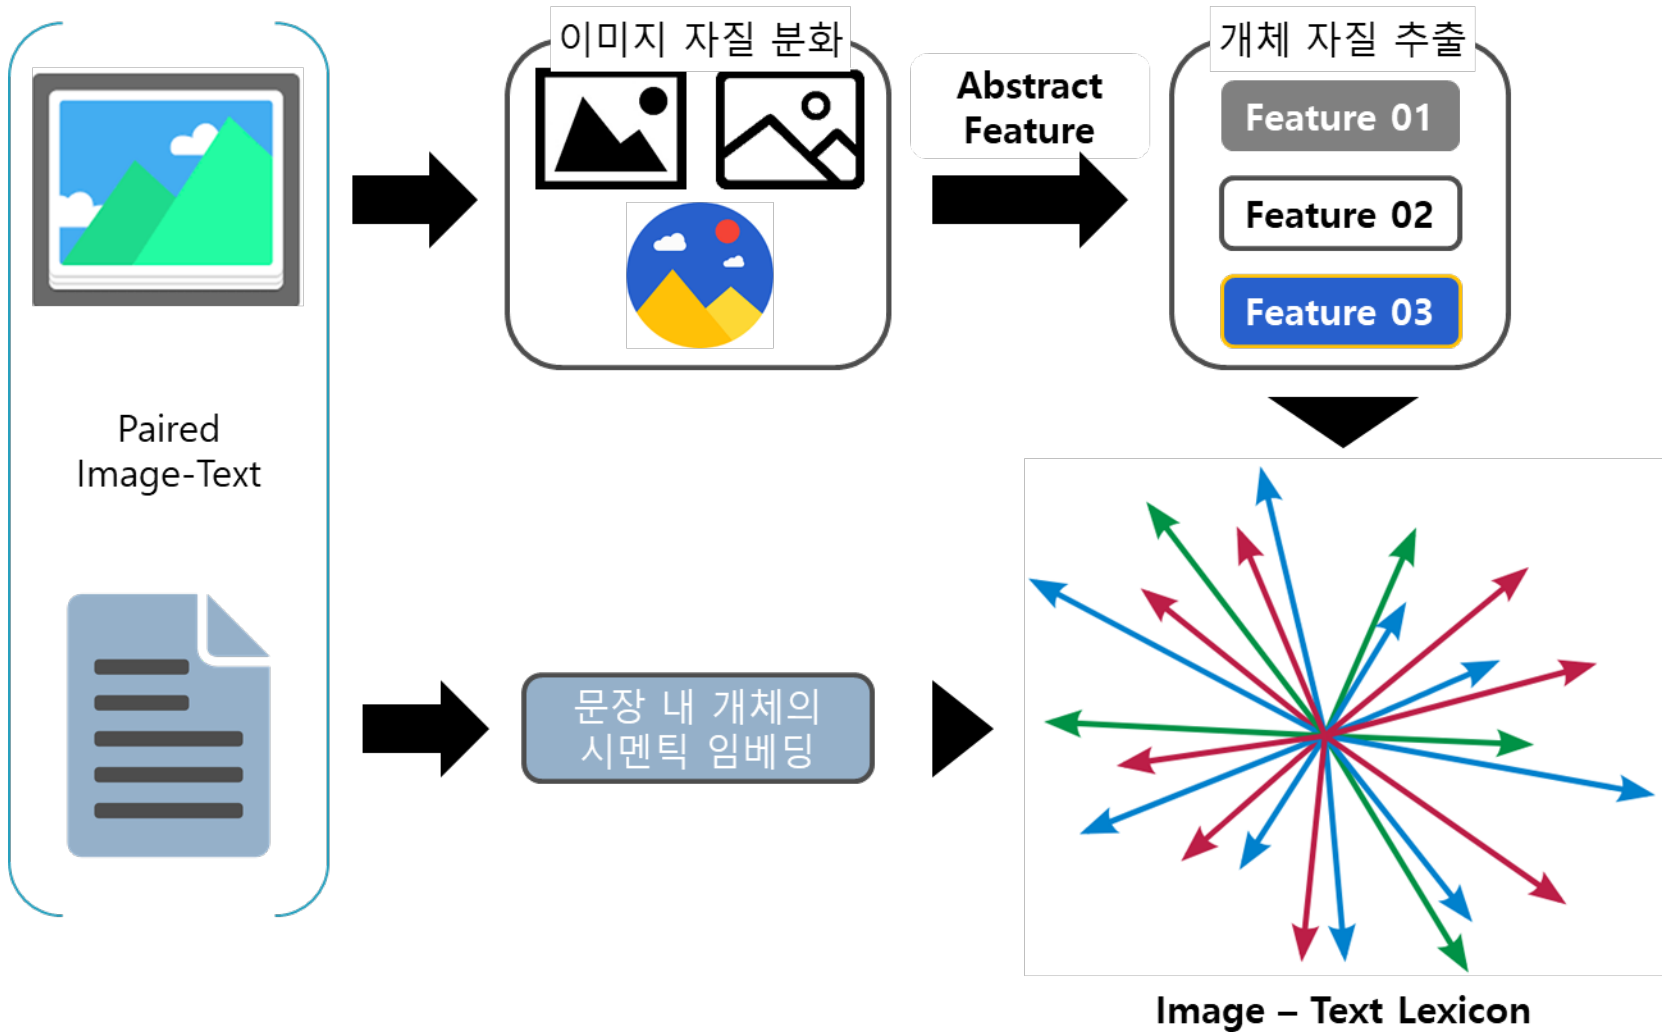 이미지 자질 분화
Abstract
Feature
개체 자질 추출
Feature 01
Feature 02
Feature 03
Paired
Image-Text
문장 내 개체의
시멘틱 임베딩
Image – Text Lexicon